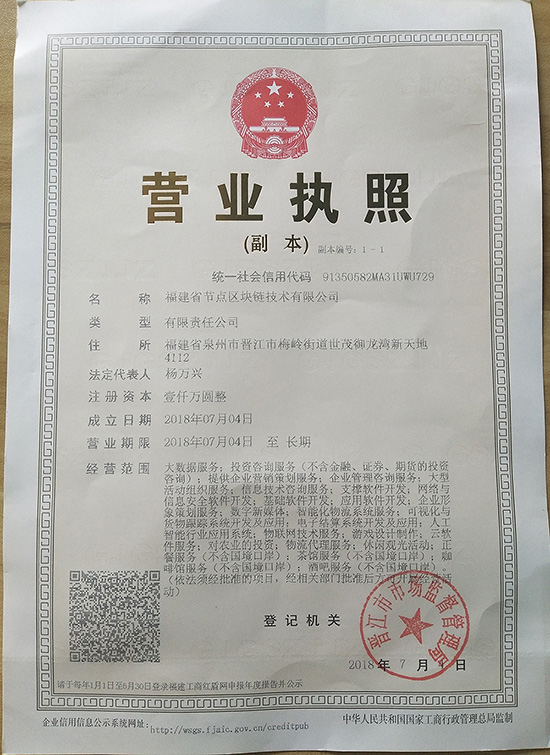 营业执照
(副 本) 副本编号：1－1
统一社会信用代码 91350582MA31UWU729
名称 福建省节点区块链技术有限公司
类型 有限责任公司
住所 福建省泉州市晋江市梅岭街道世茂御龙湾新天地
4112
法定代表人 杨万兴
注册资本 壹仟万圆整
成立日期 2018年07月04日
营业期限 2018年07月04日 至 长期
经营范围 大数据服务；投资咨询服务（不含金融、证券、期货的投资
咨询）；提供企业营销策划服务；企业管理咨询服务；大型
活动组织服务；信息技术咨询服务；支撑软件开发；网络与
信息安全软件开发；基础软件开发；应用软件开发；企业形
象策划服务；数字新媒体；智能化物流系统服务；可视化与
货物跟踪系统开发及应用；电子结算系统开发及应用；人工
智能行业应用系统；物联网技术服务；游戏设计制作；云软
件服务；对农业的投资；物流代理服务；休闲观光活动；正
餐服务（不含国境口岸）；茶馆服务（不含国境口岸）；咖
啡馆服务（不含国境口岸）；酒吧服务（不含国境口岸）。
（依法须经批准的项目，经相关部门批准后方可开展经营活
动）
登记机关
晋江市市场监督管理局
2018年 7 月 日
请于每年1月1日至6月30日登录福建工商红盾网申报年度报告并公示
企业信用信息公示系统网址：http://wsgs.fjaic.gov.cn/creditpub
中华人民共和国国家工商行政管理总局监制